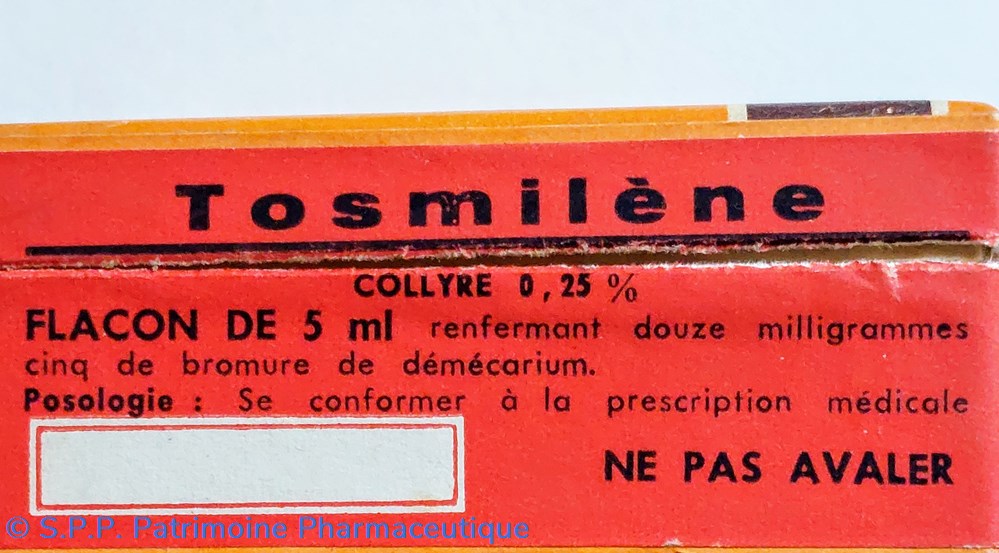 Tosmilène
COLLYRE 0,25 %
FLACON DE 5 ml renfermant douze milligrammes
cinq de bromure de démécarium.
Posologie : Se conformer à la prescription médicale
NE PAS AVALER
© S.P.P. Patrimoine Pharmaceutique